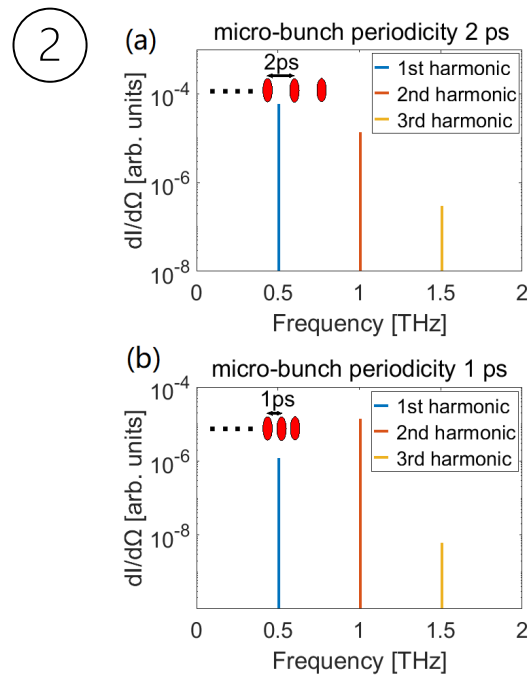 2
(a)
micro-bunch periodicity 2 ps
2ps
1st harmonic
2nd harmonic
3rd harmonic
dI/dΩ [arb. units]
10⁻⁴
10⁻⁶
10⁻⁸
0 0.5 1 1.5 2
Frequency [THz]
(b)
micro-bunch periodicity 1 ps
1ps
1st harmonic
2nd harmonic
3rd harmonic
dI/dΩ [arb. units]
10⁻⁴
10⁻⁶
10⁻⁸
0 0.5 1 1.5 2
Frequency [THz]